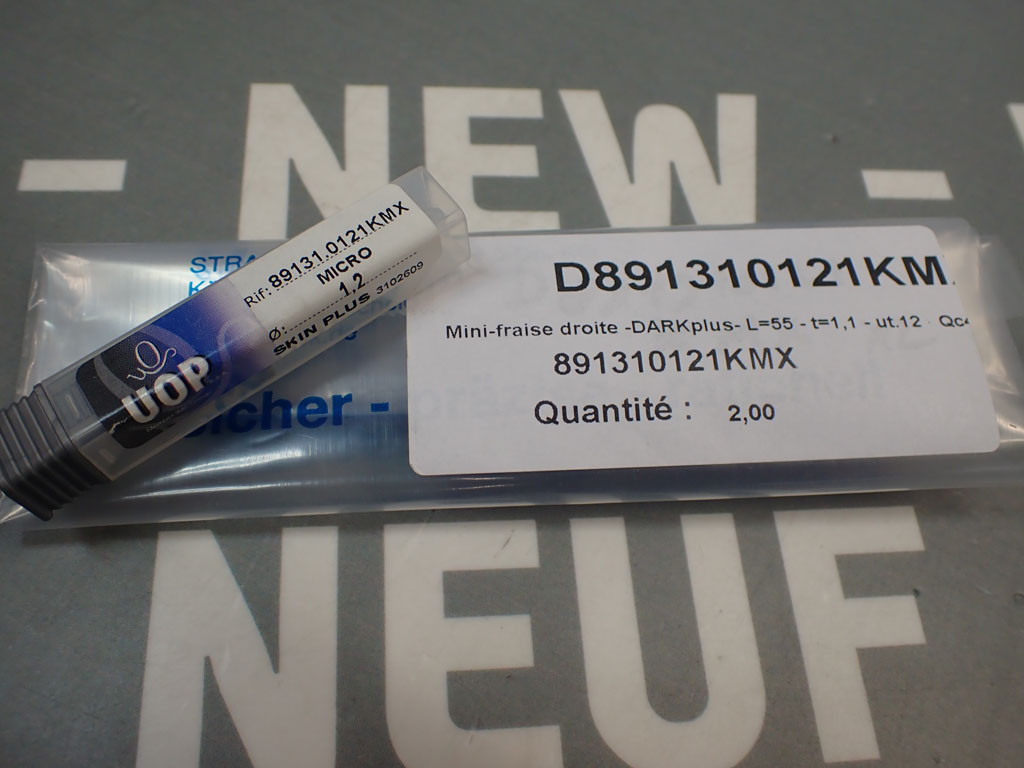 - NEW -
STRA
Rif: 89131.0121KMX
MICRO
Ø: 1,2
SKIN PLUS 3102609
UOP
icher -
D891310121KM
Mini-fraise droite -DARKplus- L=55 - t=1,1 - ut.12
891310121KMX
Quantité : 2,00
NEUF